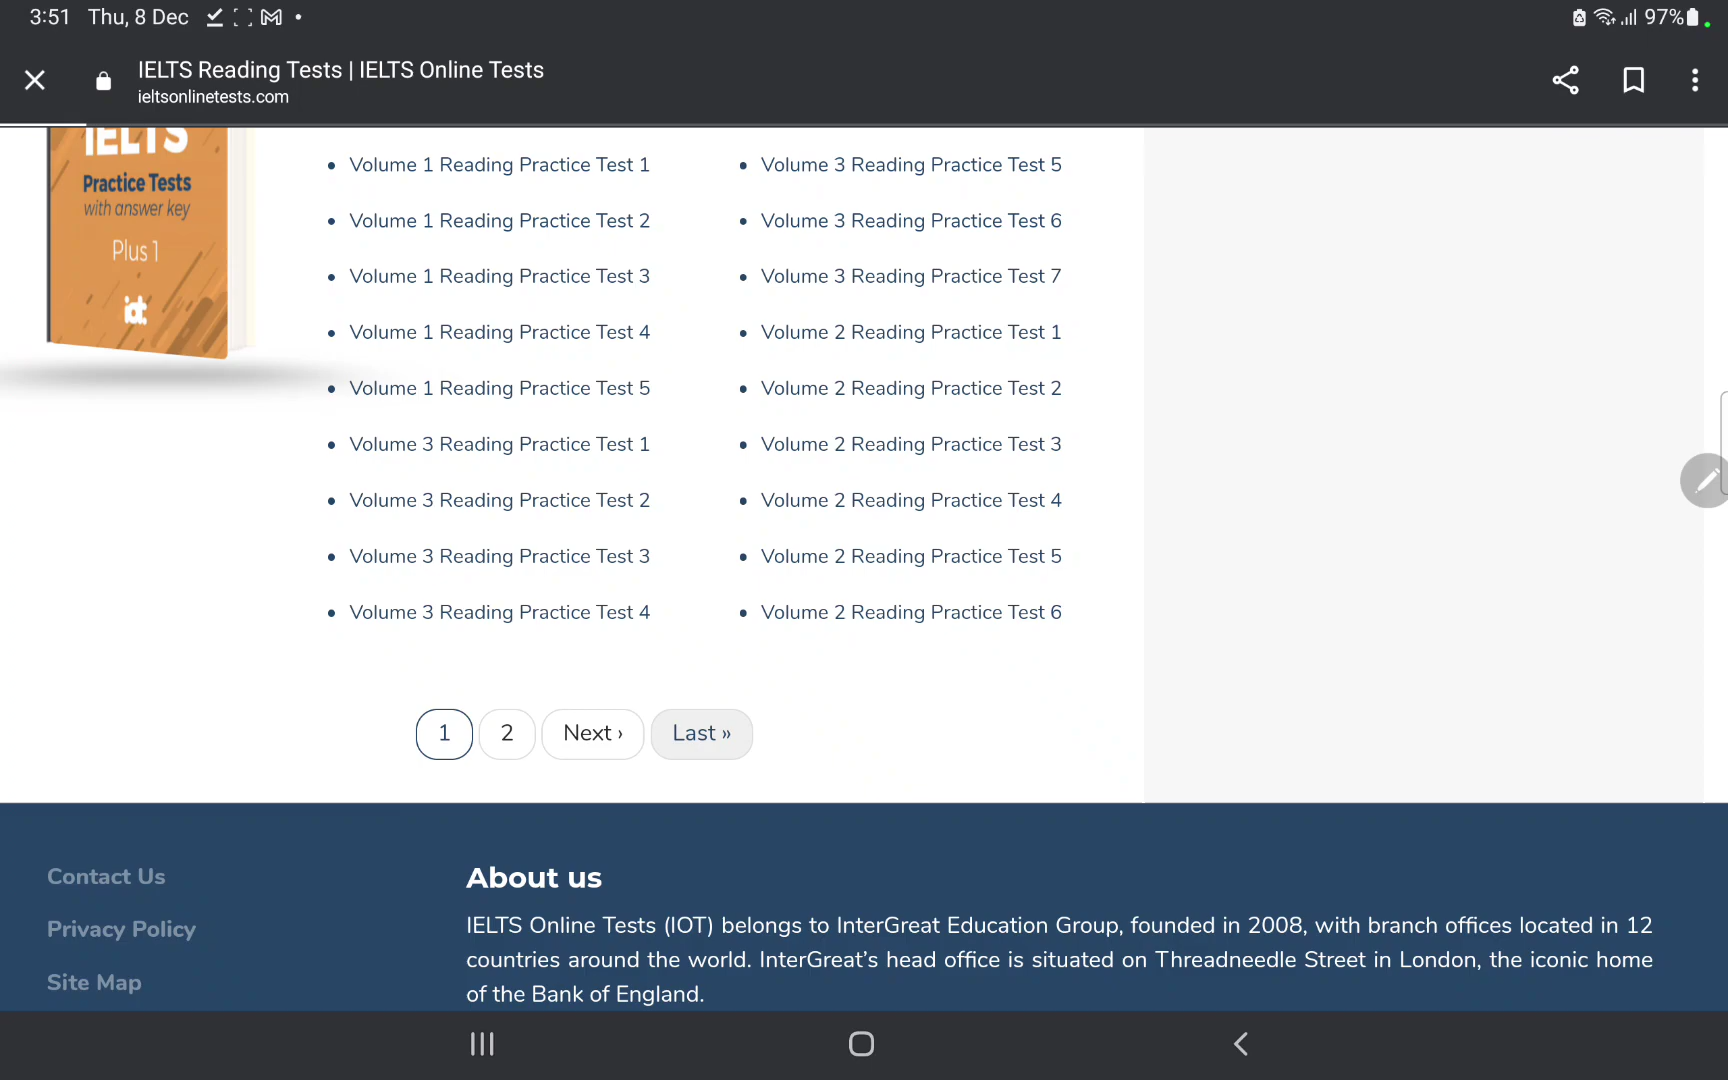 3:51 Thu, 8 Dec
97%
IELTS Reading Tests | IELTS Online Tests
ieltsonlinetests.com
IELTS
Practice Tests
with answer key
Plus 1
iot
• Volume 1 Reading Practice Test 1
• Volume 1 Reading Practice Test 2
• Volume 1 Reading Practice Test 3
• Volume 1 Reading Practice Test 4
• Volume 1 Reading Practice Test 5
• Volume 3 Reading Practice Test 1
• Volume 3 Reading Practice Test 2
• Volume 3 Reading Practice Test 3
• Volume 3 Reading Practice Test 4
• Volume 3 Reading Practice Test 5
• Volume 3 Reading Practice Test 6
• Volume 3 Reading Practice Test 7
• Volume 2 Reading Practice Test 1
• Volume 2 Reading Practice Test 2
• Volume 2 Reading Practice Test 3
• Volume 2 Reading Practice Test 4
• Volume 2 Reading Practice Test 5
• Volume 2 Reading Practice Test 6
1 2 Next › Last »
Contact Us
Privacy Policy
Site Map
About us
IELTS Online Tests (IOT) belongs to InterGreat Education Group, founded in 2008, with branch offices located in 12
countries around the world. InterGreat’s head office is situated on Threadneedle Street in London, the iconic home
of the Bank of England.